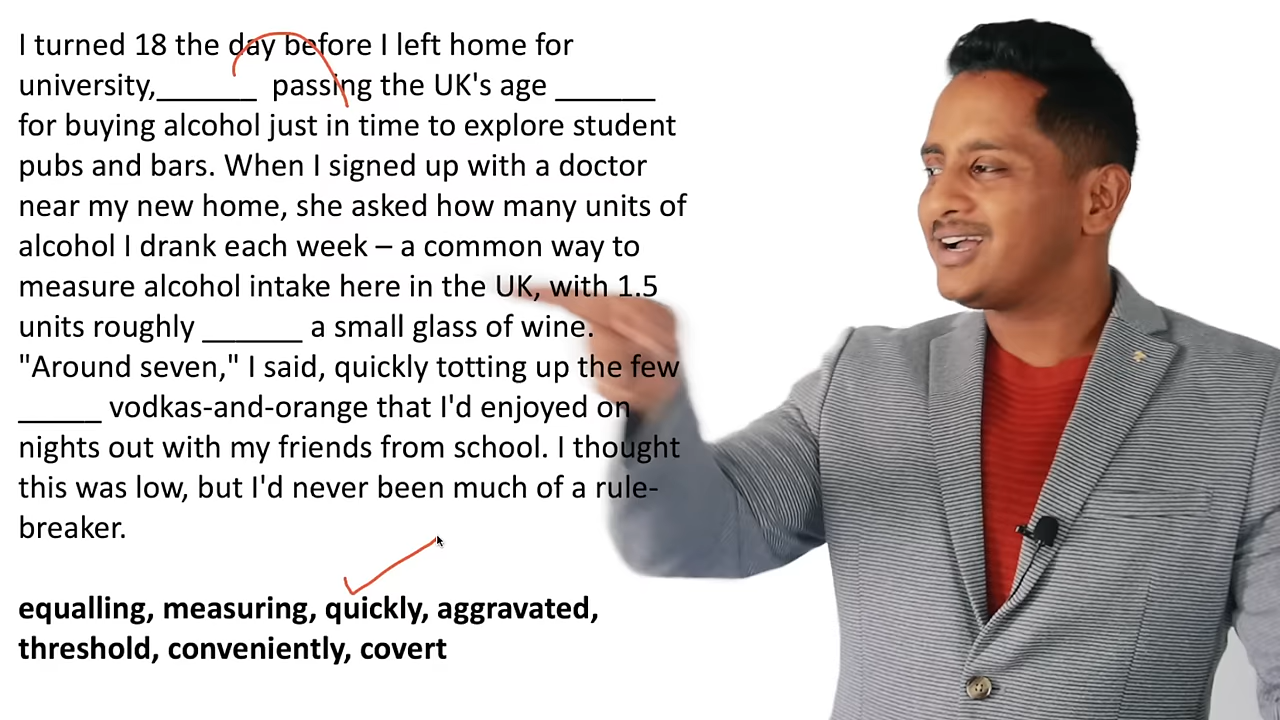 I turned 18 the day before I left home for
university,______ passing the UK's age ______
for buying alcohol just in time to explore student
pubs and bars. When I signed up with a doctor
near my new home, she asked how many units of
alcohol I drank each week – a common way to
measure alcohol intake here in the UK, with 1.5
units roughly ______ a small glass of wine.
"Around seven," I said, quickly totting up the few
_____ vodkas-and-orange that I'd enjoyed on
nights out with my friends from school. I thought
this was low, but I'd never been much of a rule-
breaker.
equalling, measuring, quickly, aggravated,
threshold, conveniently, covert